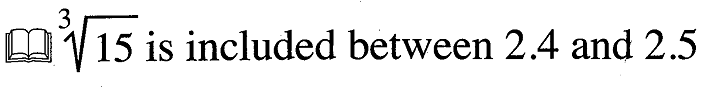 ∛15 is included between 2.4 and 2.5